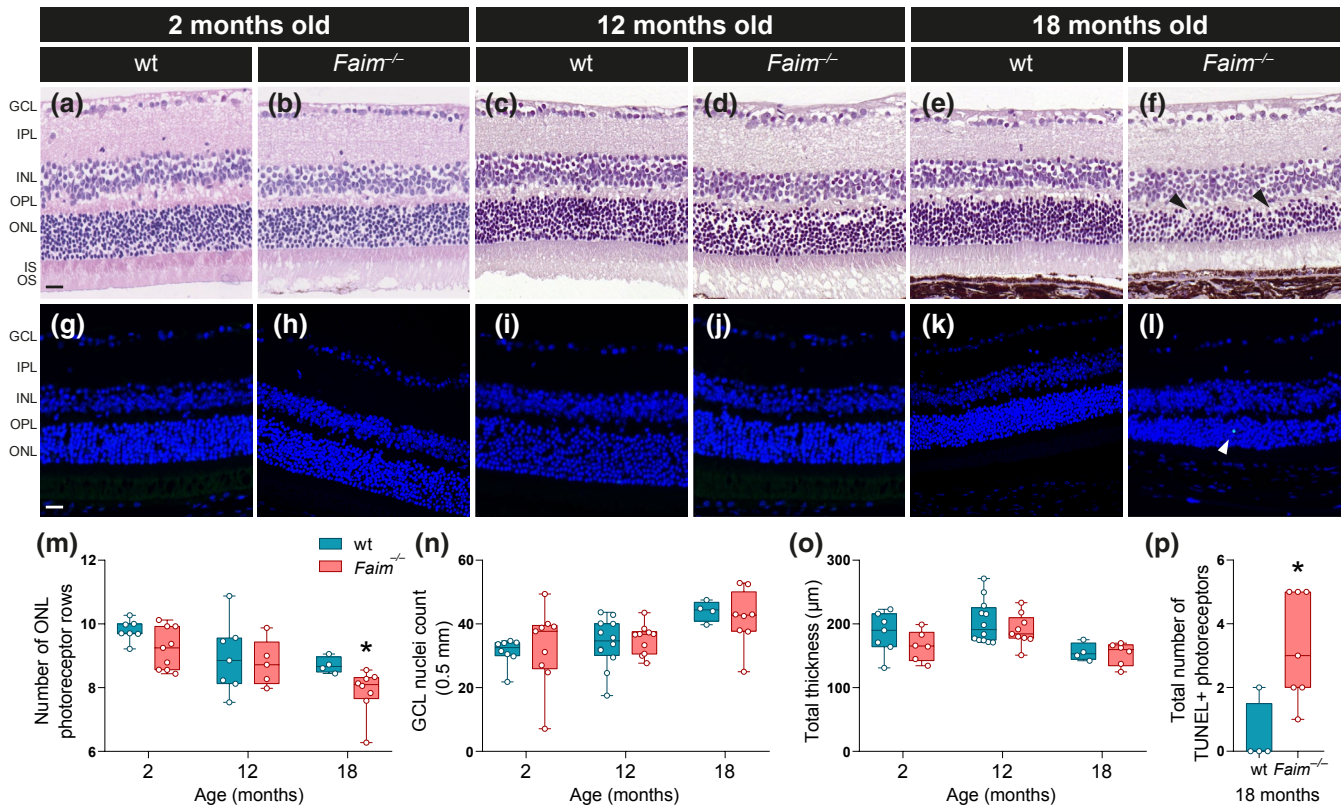 2 months old 12 months old 18 months old
wt Faim–/– wt Faim–/– wt Faim–/–
(a) (b) (c) (d) (e) (f)
GCL
IPL
INL
OPL
ONL
IS
OS
(g) (h) (i) (j) (k) (l)
GCL
IPL
INL
OPL
ONL
(m)
Number of ONL
photoreceptor rows
12
10
8
6
wt
Faim–/–
*
2 12 18
Age (months)
(n)
GCL nuclei count
(0.5 mm)
60
40
20
0
2 12 18
Age (months)
(o)
Total thickness (µm)
300
200
100
0
2 12 18
Age (months)
(p)
Total number of
TUNEL+ photoreceptors
6
4
2
0
*
wt Faim–/–
18 months